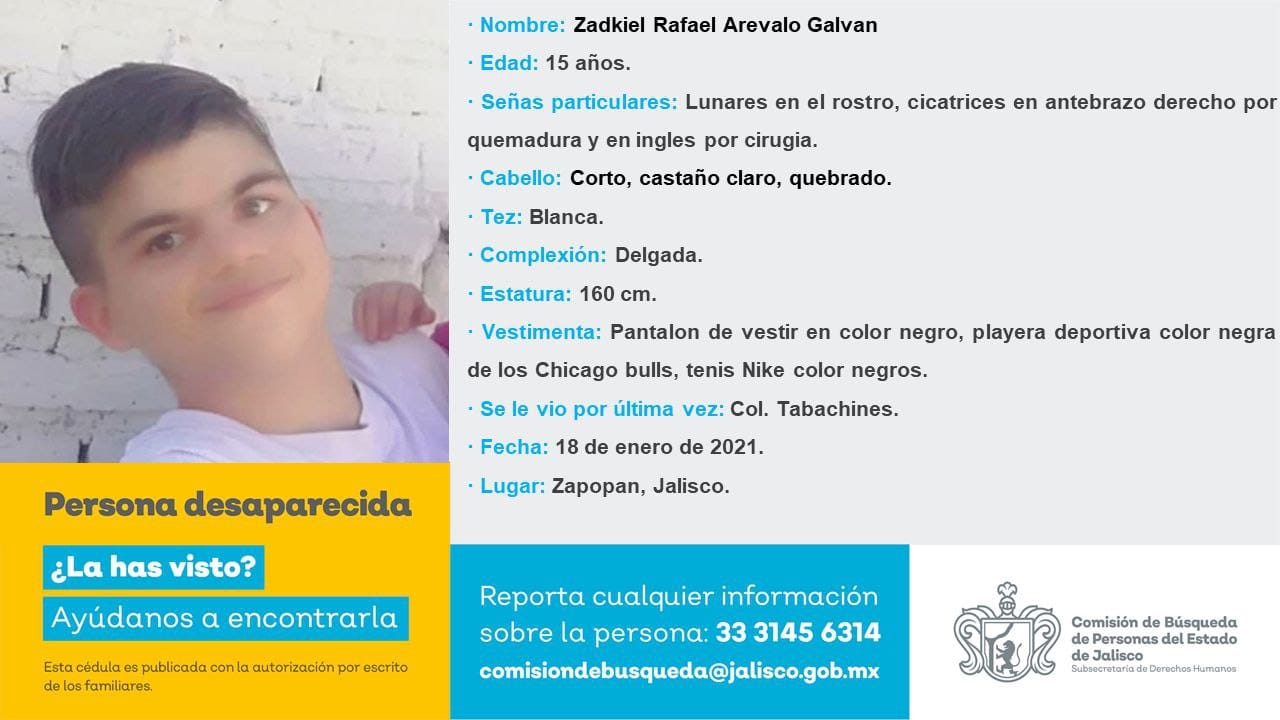 · Nombre: Zadkiel Rafael Arevalo Galvan
· Edad: 15 años.
· Señas particulares: Lunares en el rostro, cicatrices en antebrazo derecho por
quemadura y en ingles por cirugia.
· Cabello: Corto, castaño claro, quebrado.
· Tez: Blanca.
· Complexión: Delgada.
· Estatura: 160 cm.
· Vestimenta: Pantalon de vestir en color negro, playera deportiva color negra
de los Chicago bulls, tenis Nike color negros.
· Se le vio por última vez: Col. Tabachines.
· Fecha: 18 de enero de 2021.
· Lugar: Zapopan, Jalisco.
Persona desaparecida
¿La has visto?
Ayúdanos a encontrarla
Esta cédula es publicada con la autorización por escrito
de los familiares.
Reporta cualquier información
sobre la persona: 33 3145 6314
comisiondebusqueda@jalisco.gob.mx
Comisión de Búsqueda
de Personas del Estado
de Jalisco
Subsecretaría de Derechos Humanos